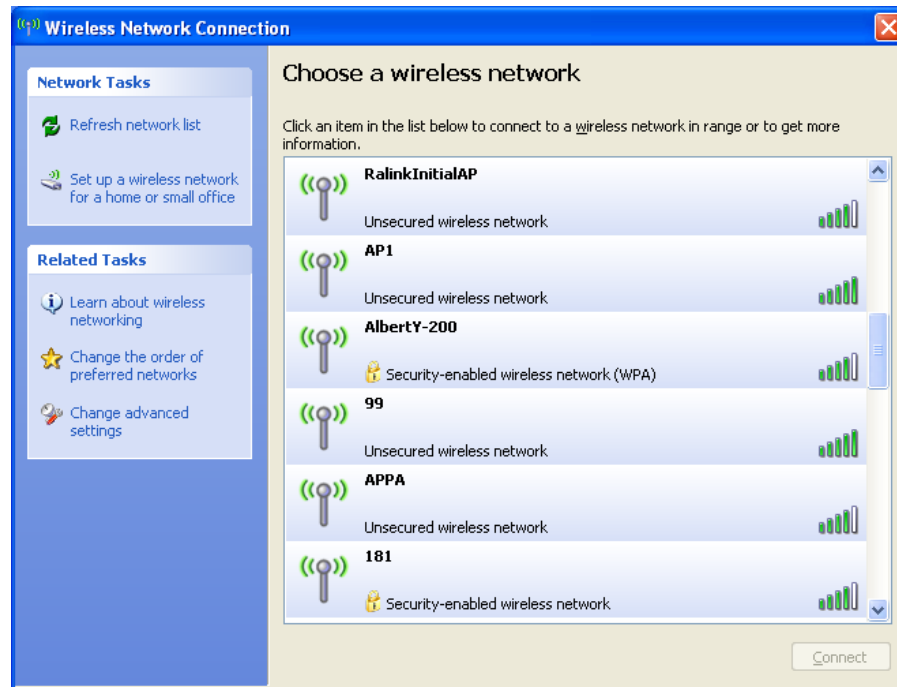 Wireless Network Connection
Network Tasks
Refresh network list
Set up a wireless network
for a home or small office
Related Tasks
Learn about wireless
networking
Change the order of
preferred networks
Change advanced
settings
Choose a wireless network
Click an item in the list below to connect to a wireless network in range or to get more
information.
RalinkInitialAP
Unsecured wireless network
AP1
Unsecured wireless network
AlbertY-200
Security-enabled wireless network (WPA)
99
Unsecured wireless network
APPA
Unsecured wireless network
181
Security-enabled wireless network
Connect